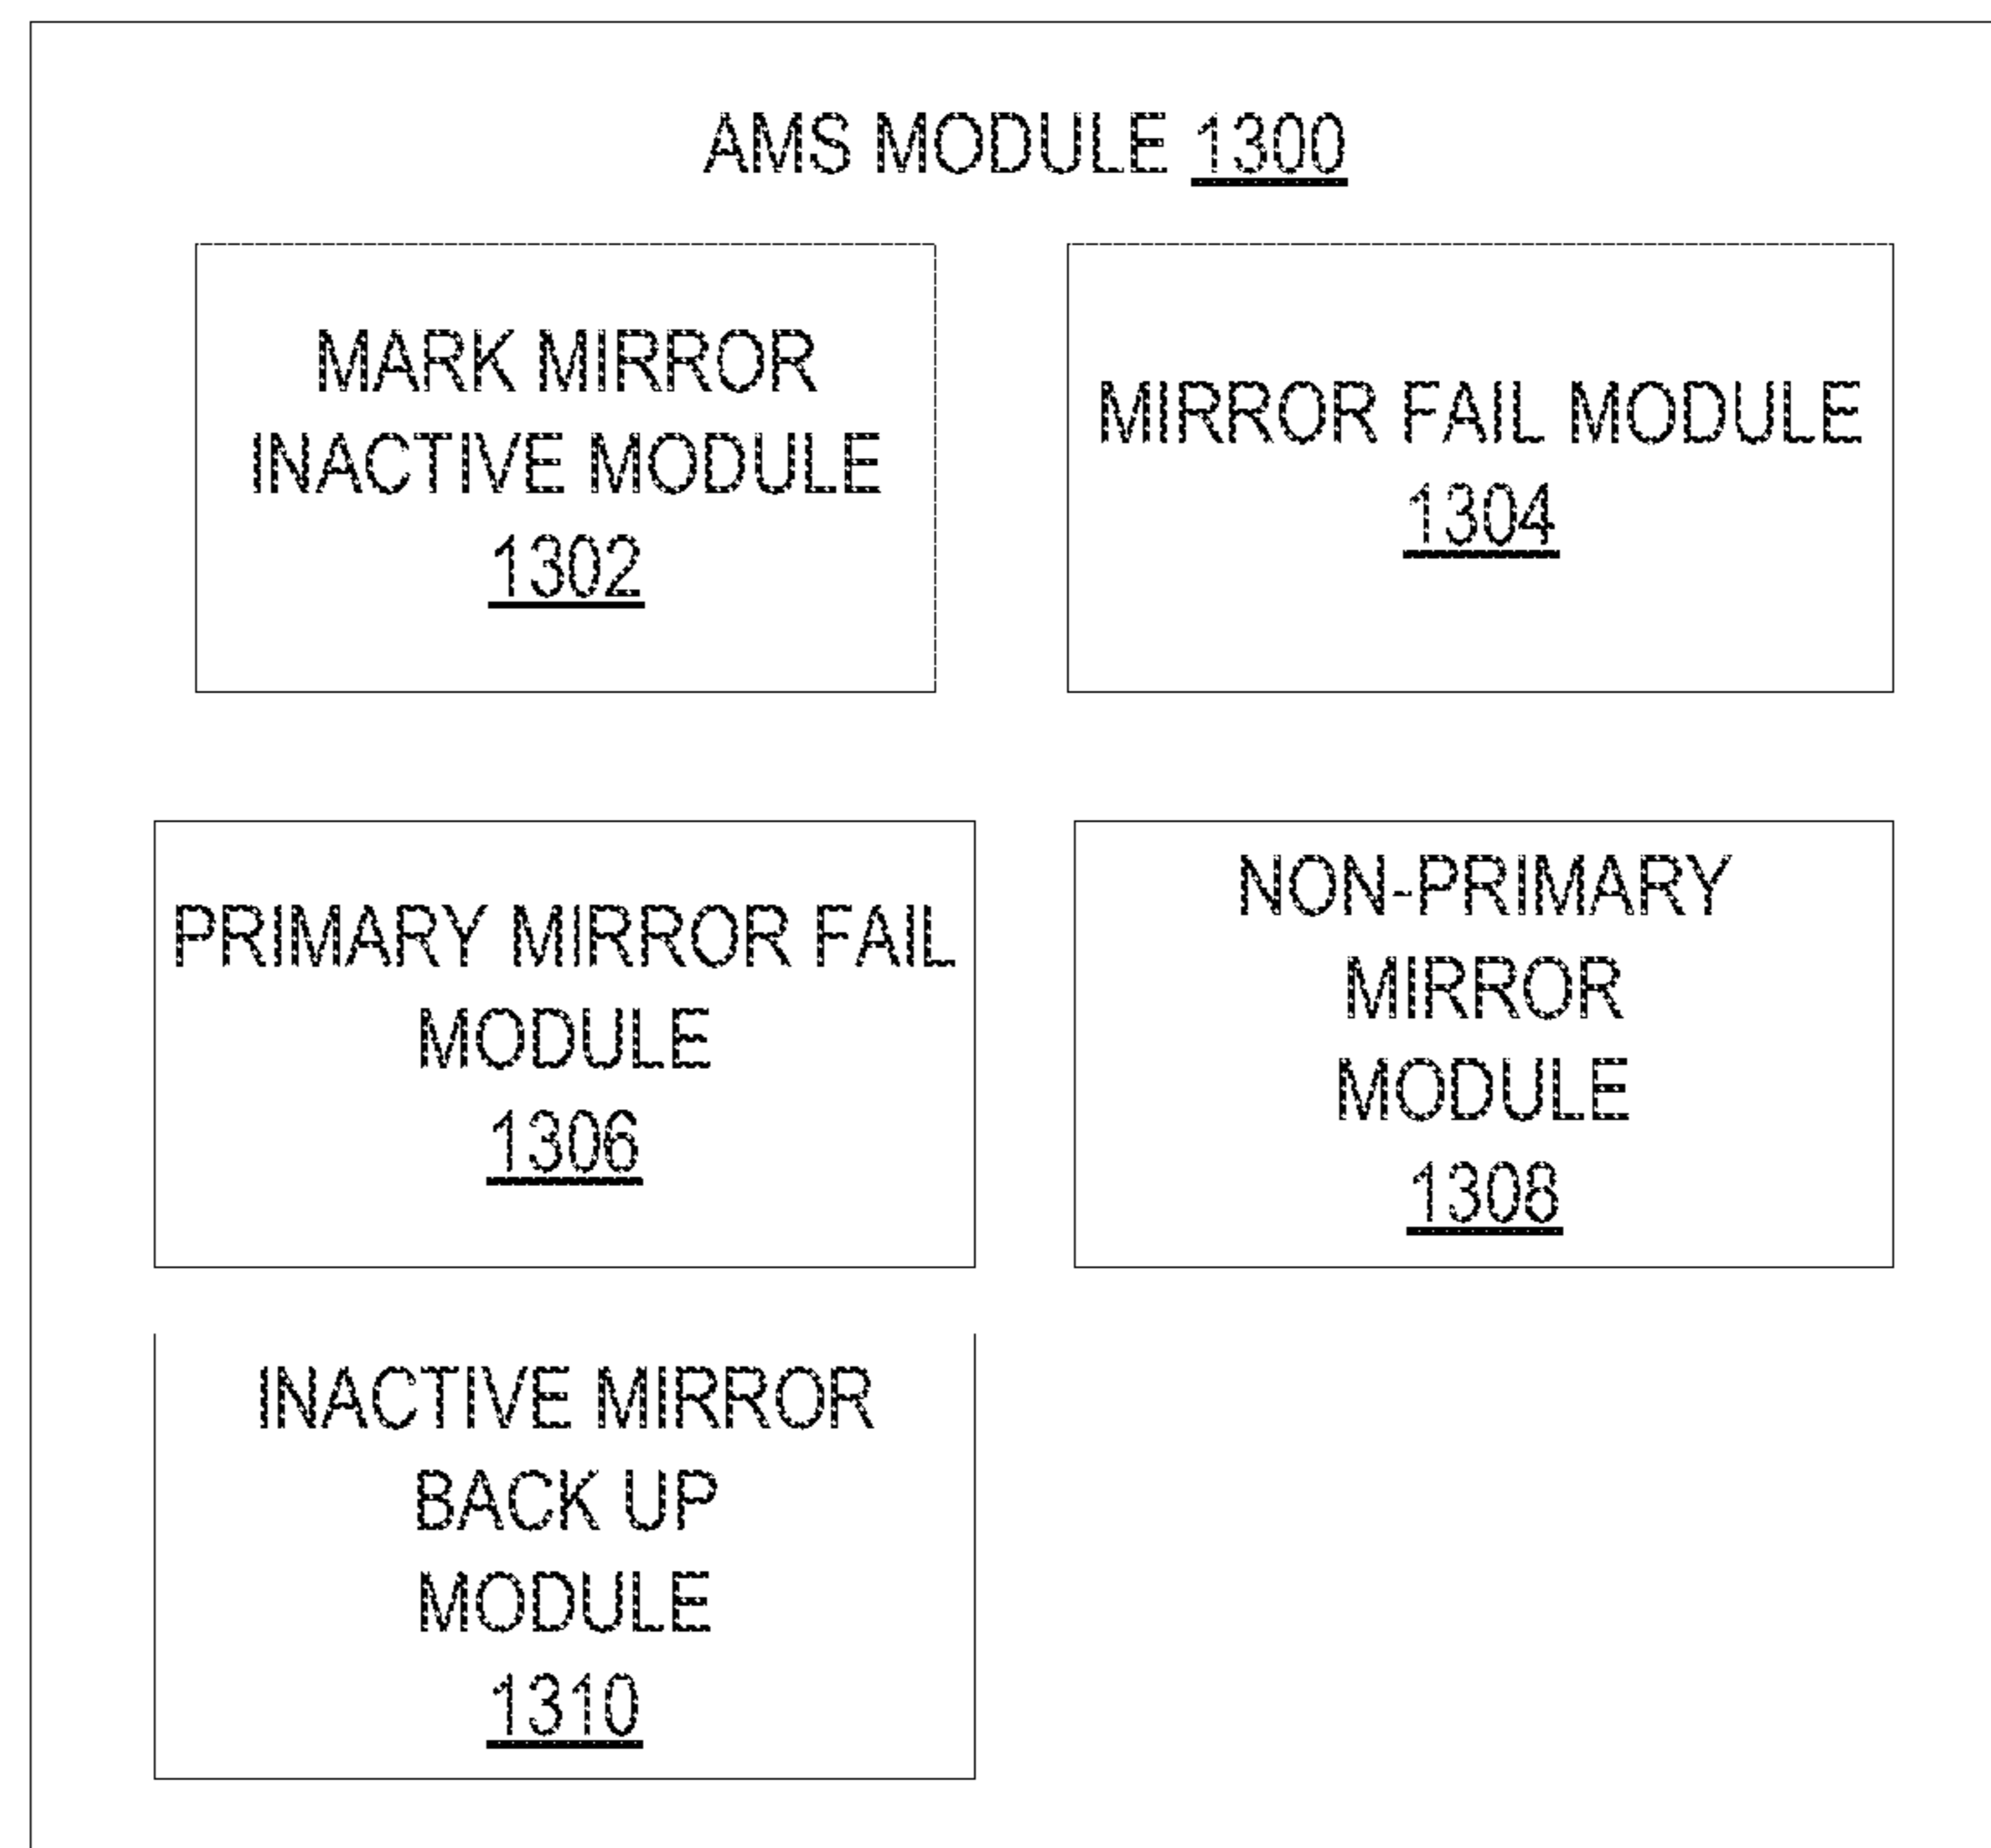 AMS MODULE 1300
MARK MIRROR
INACTIVE MODULE
1302
MIRROR FAIL MODULE
1304
PRIMARY MIRROR FAIL
MODULE
1306
NON-PRIMARY
MIRROR
MODULE
1308
INACTIVE MIRROR
BACK UP
MODULE
1310